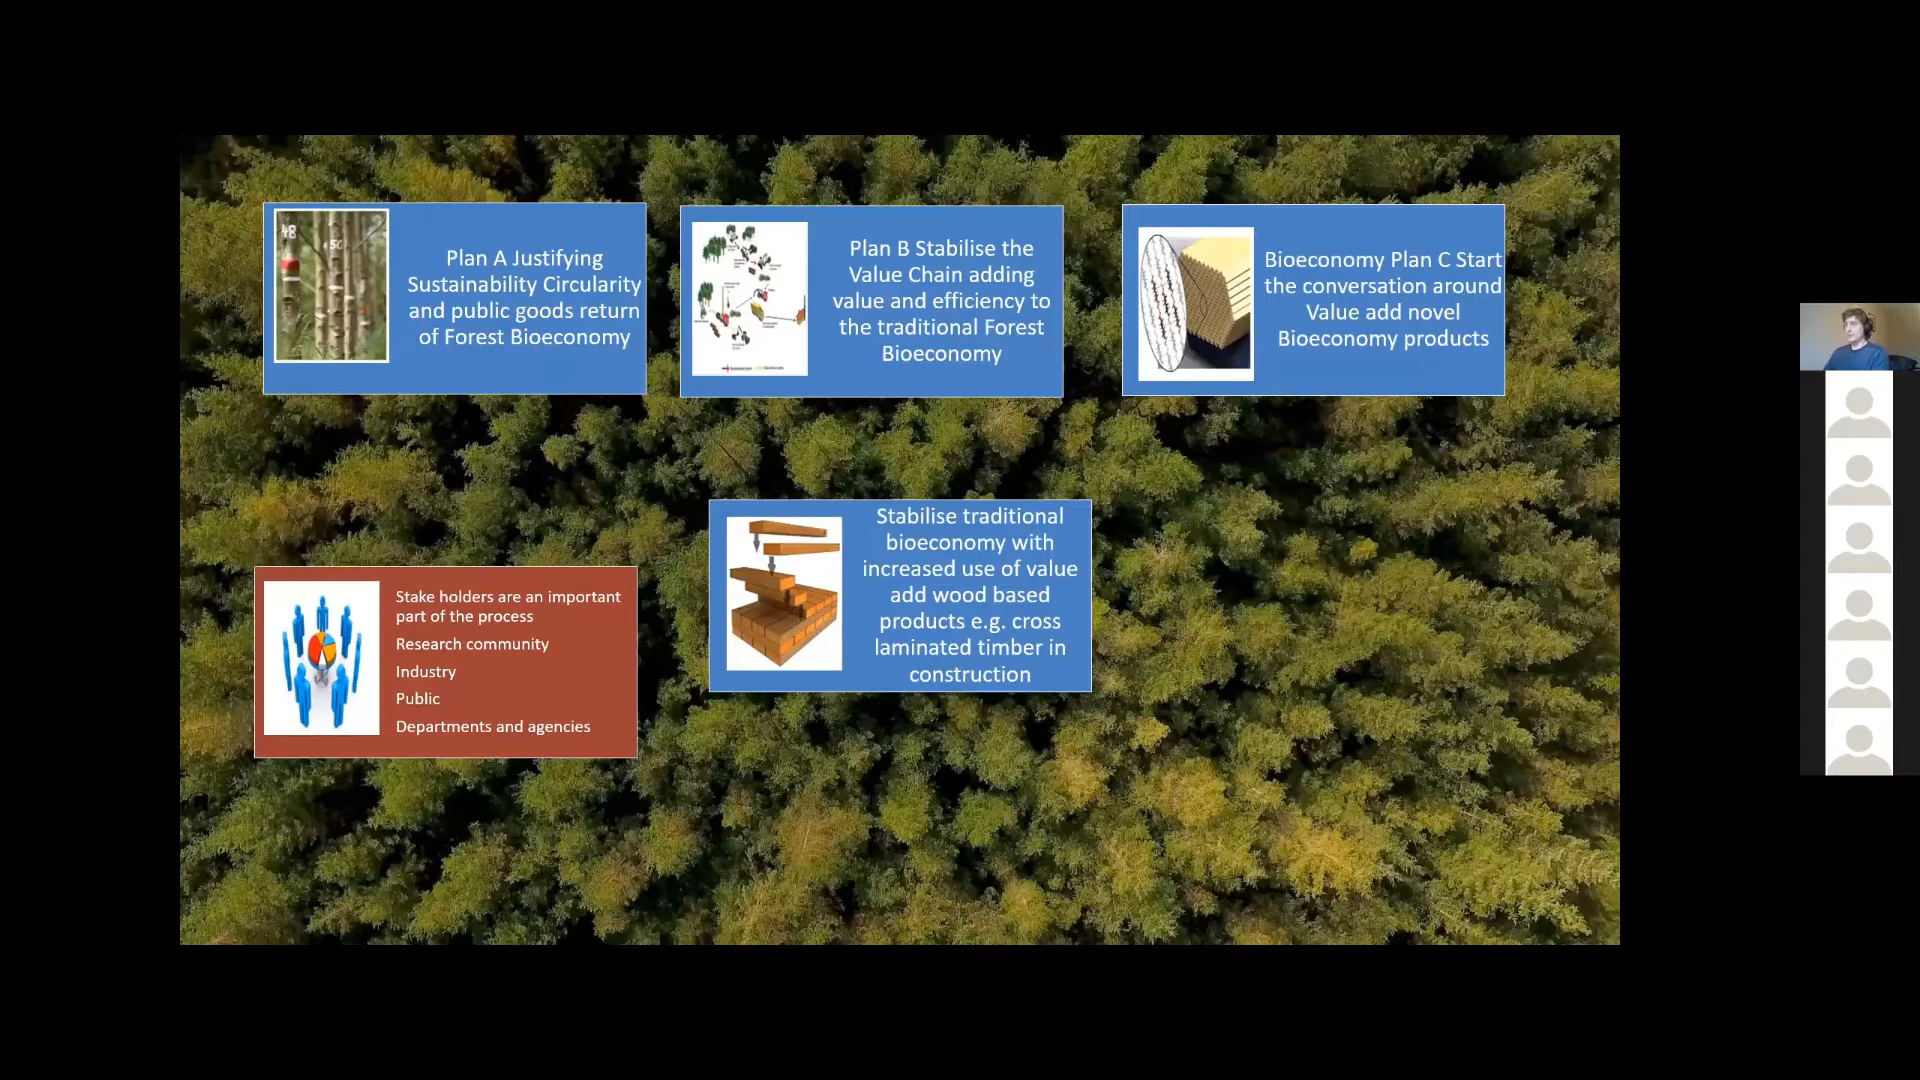 48
50
Plan A Justifying
Sustainability Circularity
and public goods return
of Forest Bioeconomy
Plan B Stabilise the
Value Chain adding
value and efficiency to
the traditional Forest
Bioeconomy
Bioeconomy Plan C Start
the conversation around
Value add novel
Bioeconomy products
Stabilise traditional
bioeconomy with
increased use of value
add wood based
products e.g. cross
laminated timber in
construction
Stake holders are an important
part of the process
Research community
Industry
Public
Departments and agencies